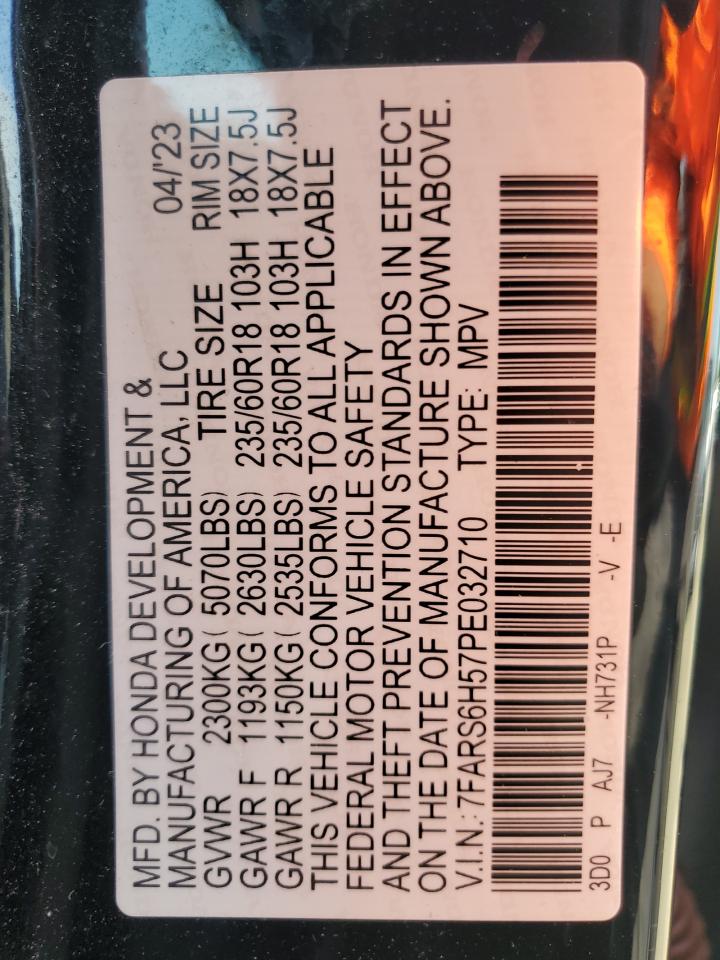 MFD. BY HONDA DEVELOPMENT &
MANUFACTURING OF AMERICA, LLC 04/'23
GVWR 2300KG( 5070LBS) TIRE SIZE RIM SIZE
GAWR F 1193KG( 2630LBS) 235/60R18 103H 18X7.5J
GAWR R 1150KG( 2535LBS) 235/60R18 103H 18X7.5J
THIS VEHICLE CONFORMS TO ALL APPLICABLE
FEDERAL MOTOR VEHICLE SAFETY
AND THEFT PREVENTION STANDARDS IN EFFECT
ON THE DATE OF MANUFACTURE SHOWN ABOVE.
V.I.N.: 7FARS6H57PE032710 TYPE: MPV
3D0 P AJ7 -NH731P -V -E